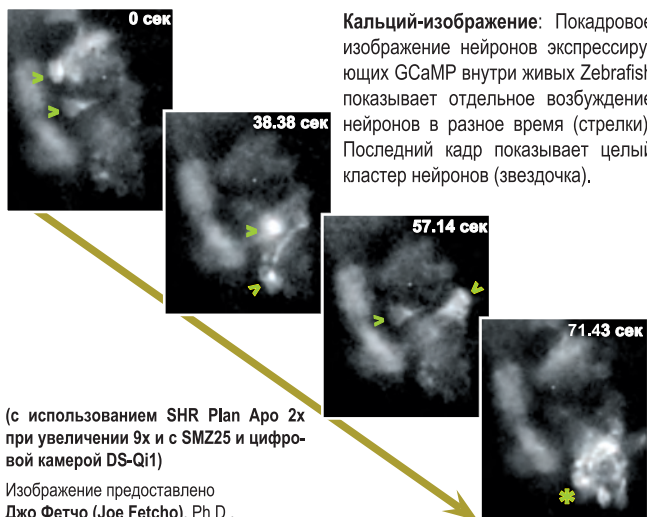 0 сек
Кальций-изображение: Покадровое
изображение нейронов экспрессиру-
ющих GCaMP внутри живых Zebrafish
показывает отдельное возбуждение
нейронов в разное время (стрелки)
Последний кадр показывает целый
кластер нейронов (звездочка).
38.38 сек
57.14 сек
71.43 сек
(с использованием SHR Plan Apo 2x
при увеличении 9x и с SMZ25 и цифро-
вой камерой DS-Qi1)
Изображение предоставлено
Джо Фетчо (Joe Fetcho), Ph.D.,